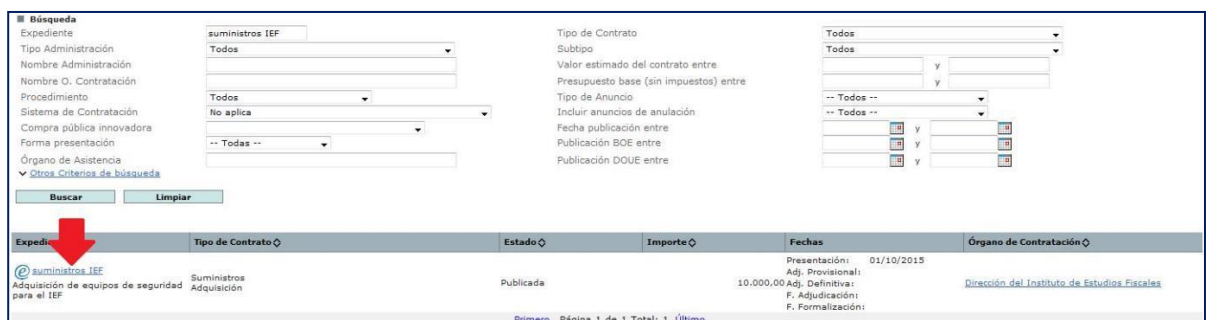 Búsqueda
Expediente suministros IEF Tipo de Contrato Todos
Tipo Administración Todos Subtipo Todos
Nombre Administración Valor estimado del contrato entre y
Nombre O. Contratación Presupuesto base (sin impuestos) entre y
Procedimiento Todos Tipo de Anuncio -- Todos --
Sistema de Contratación No aplica Incluir anuncios de anulación -- Todos --
Compra pública innovadora Fecha publicación entre y
Forma presentación -- Todas -- Publicación BOE entre y
Órgano de Asistencia Publicación DOUE entre y
Otros Criterios de búsqueda
Buscar Limpiar
Tipo de Contrato Estado Importe Fechas Órgano de Contratación
suministros IEF
Adquisición de equipos de seguridad
para el IEF
Suministros
Adquisición
Publicada
10.000,00
Presentación: 01/10/2015
Adj. Provisional:
Adj. Definitiva:
F. Adjudicación:
F. Formalización:
Dirección del Instituto de Estudios Fiscales
Primero Página 1 de 1 Total: 1 Último